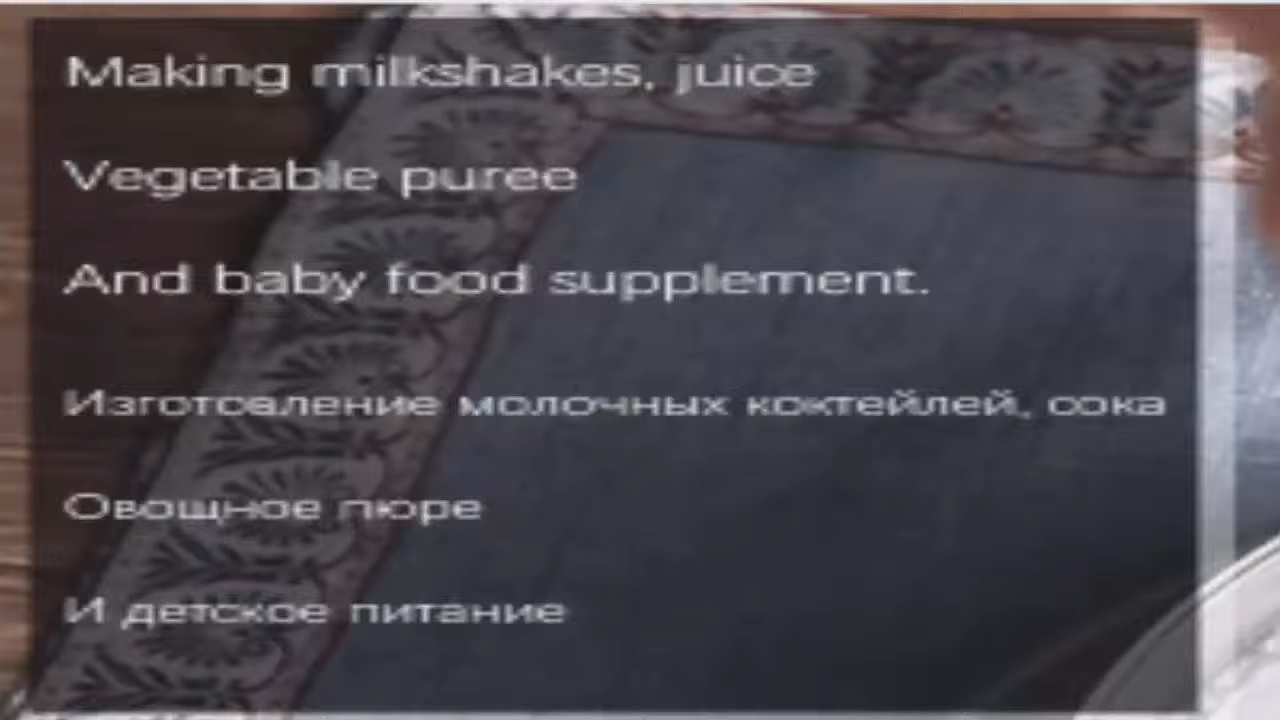 Making milkshakes, juice
Vegetable puree
And baby food supplement.
Изготовление молочных коктейлей, сока
Овощное пюре
И детское питание